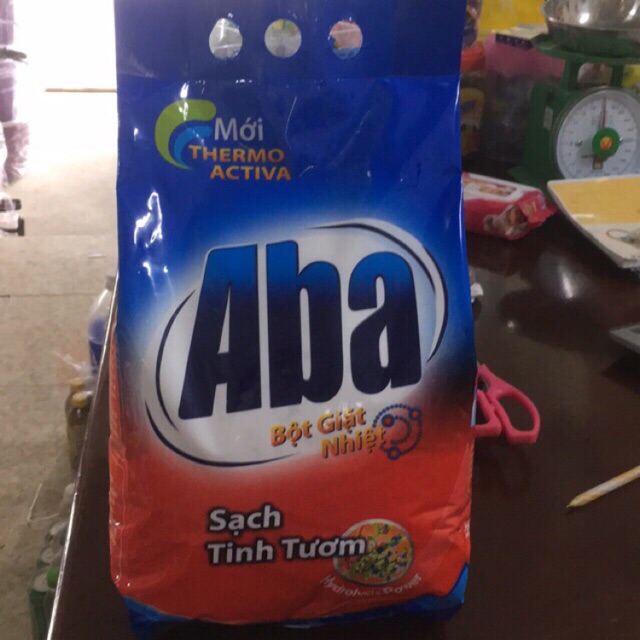 Mới
THERMO
ACTIVA
Aba
Bột Giặt
Nhiệt
Sạch
Tinh Tươm